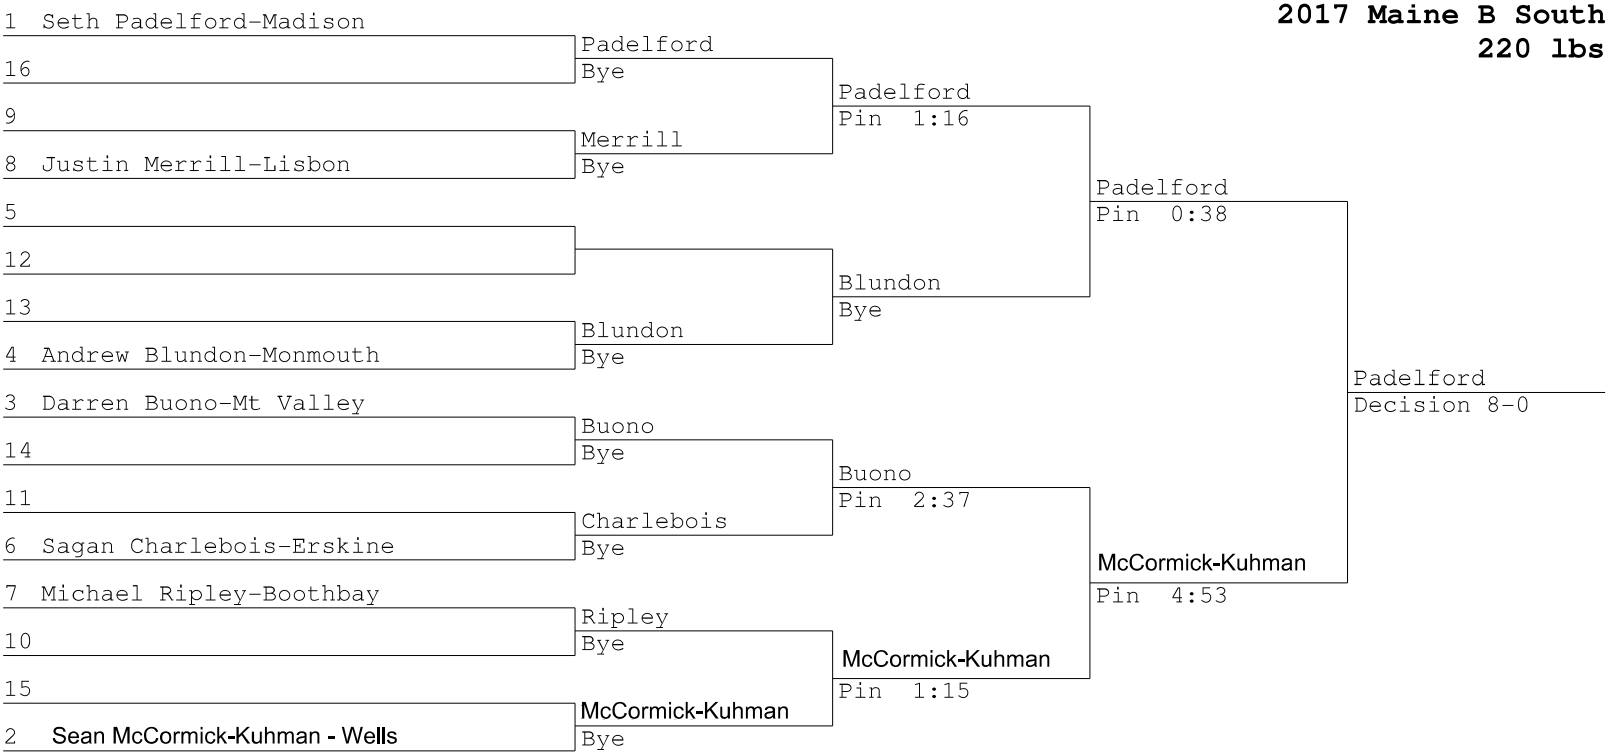 2017 Maine B South
220 lbs
1 Seth Padelford-Madison
16
9
8 Justin Merrill-Lisbon
5
12
13
4 Andrew Blundon-Monmouth
3 Darren Buono-Mt Valley
14
11
6 Sagan Charlebois-Erskine
7 Michael Ripley-Boothbay
10
15
2 Sean McCormick-Kuhman - Wells
Padelford
Bye
Merrill
Bye
Blundon
Bye
Buono
Bye
Charlebois
Bye
Ripley
Bye
McCormick-Kuhman
Bye
Padelford
Pin 1:16
Blundon
Bye
Buono
Pin 2:37
McCormick-Kuhman
Pin 1:15
Padelford
Pin 0:38
McCormick-Kuhman
Pin 4:53
Padelford
Decision 8-0